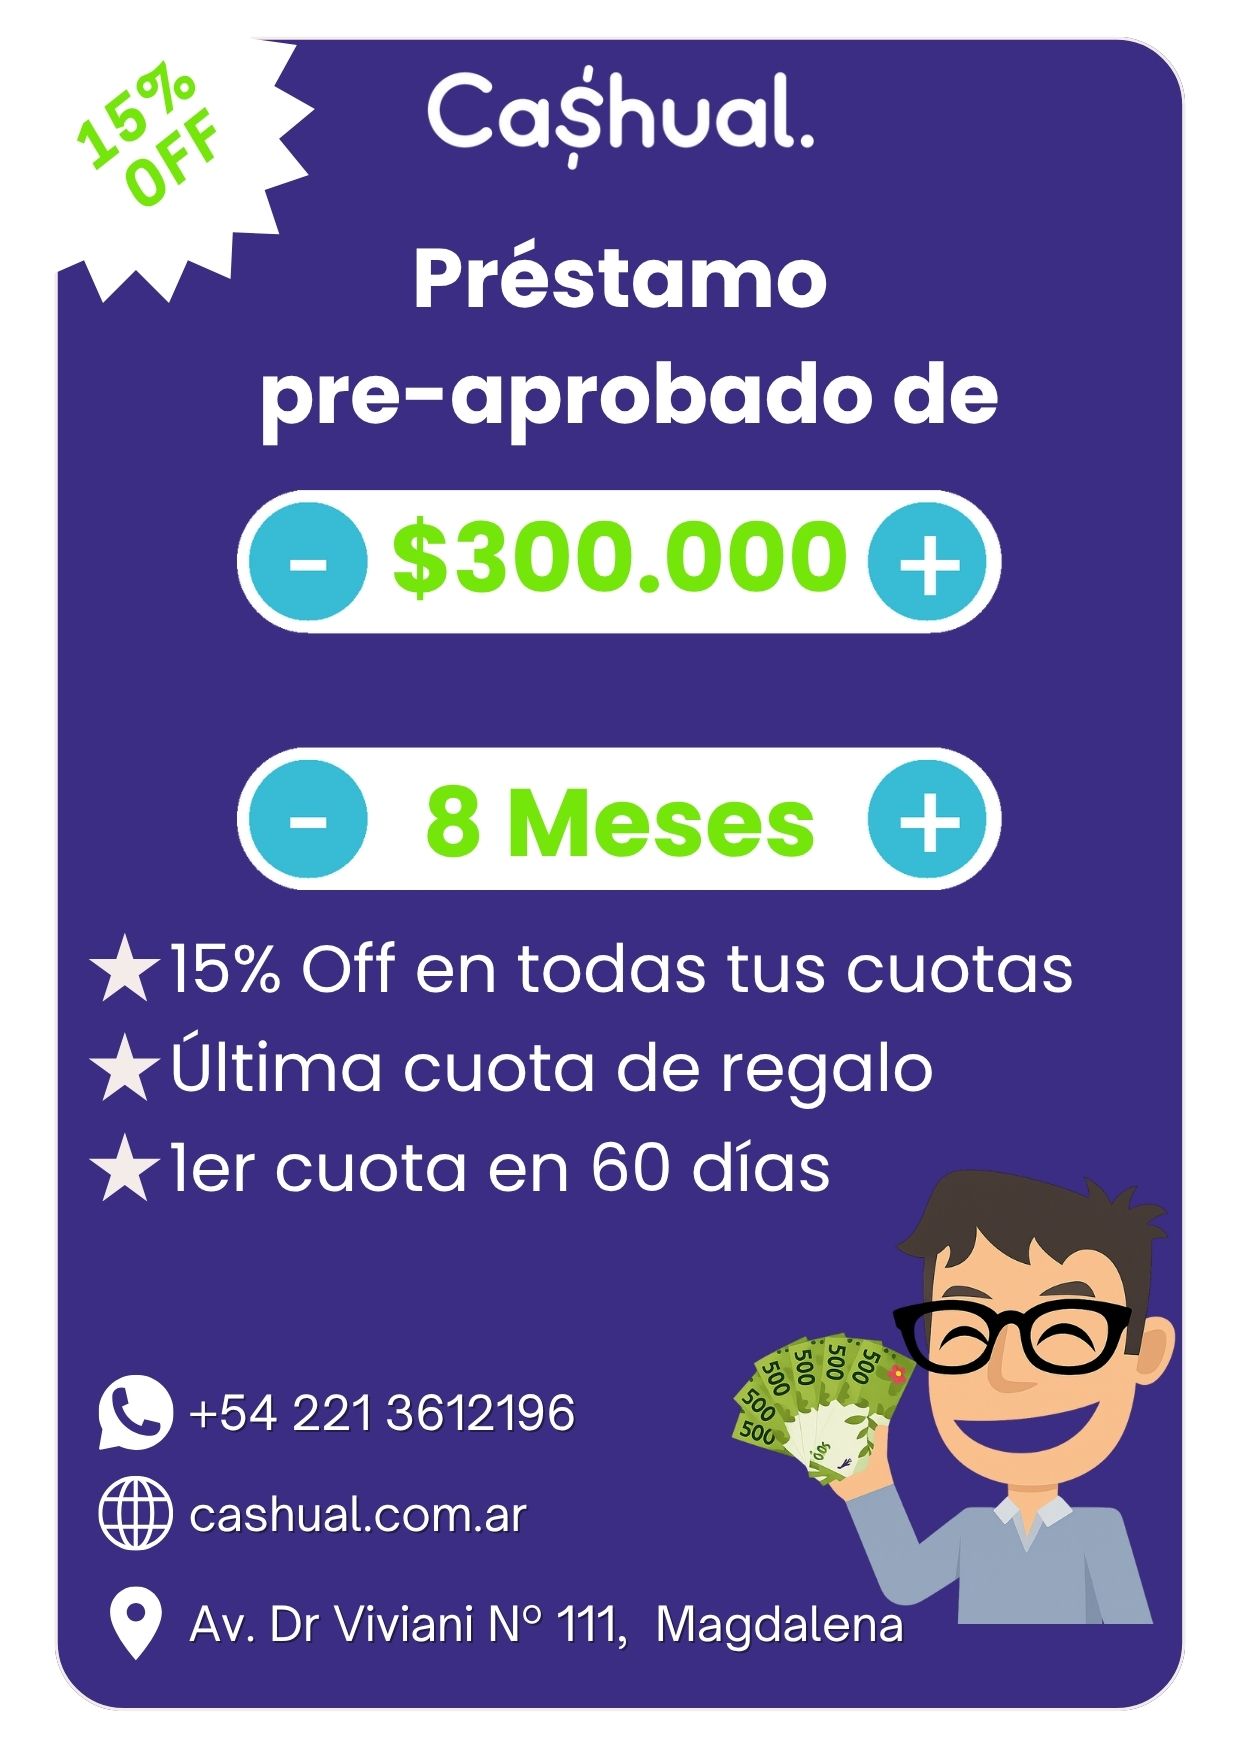 15%
OFF
Ca$hual.
Préstamo
pre-aprobado de
- $300.000 +
- 8 Meses +
★ 15% Off en todas tus cuotas
★ Última cuota de regalo
★ 1er cuota en 60 días
500
500
500
500
500
500
500
+54 221 3612196
cashual.com.ar
Av. Dr Viviani Nº 111, Magdalena